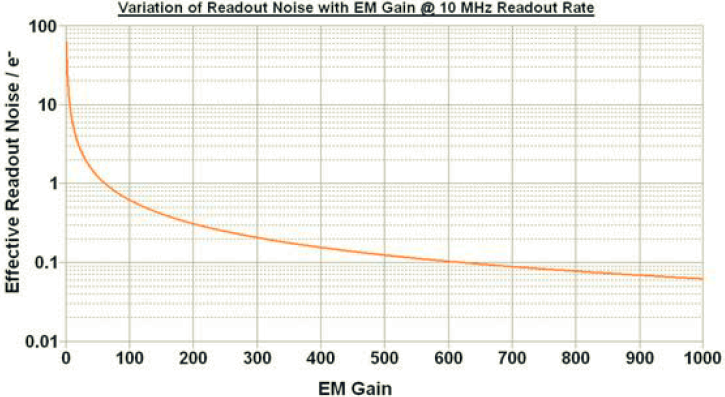 Variation of Readout Noise with EM Gain @ 10 MHz Readout Rate
Effective Readout Noise / e-
100
10
1
0.1
0.01
0 100 200 300 400 500 600 700 800 900 1000
EM Gain